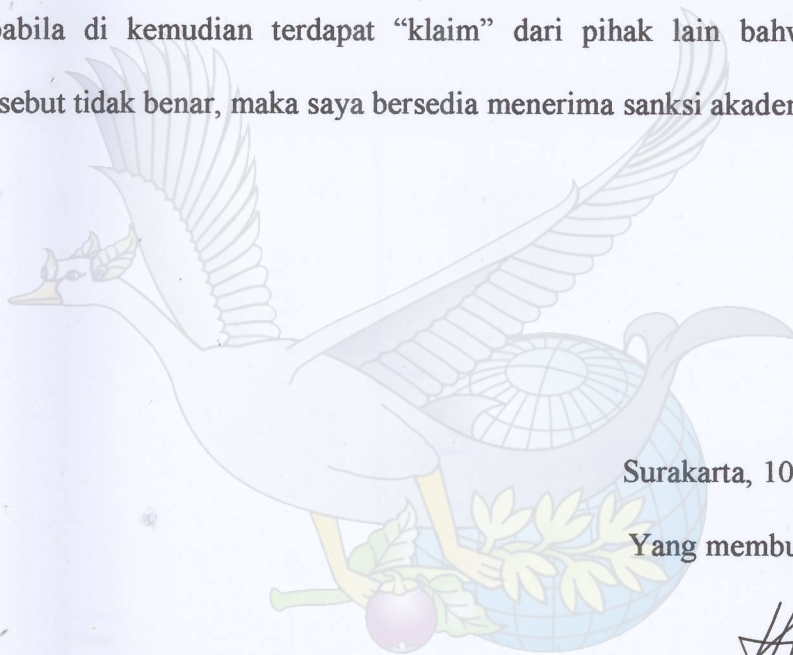 abila di kemudian terdapat “klaim” dari pihak lain bahw
sebut tidak benar, maka saya bersedia menerima sanksi akaden
Surakarta, 10
Yang membu